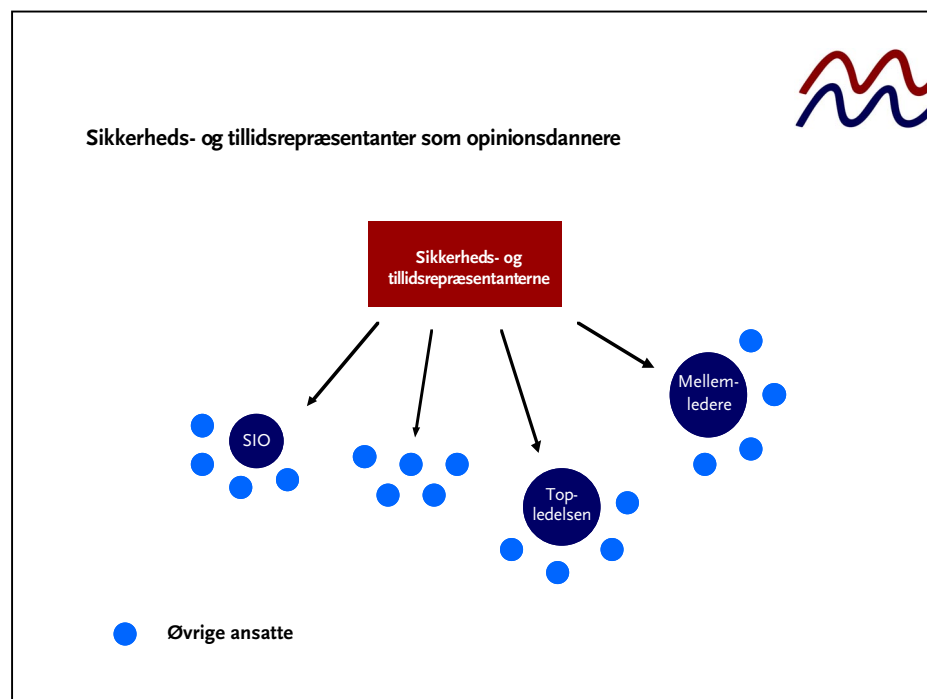 Sikkerheds- og tillidsrepræsentanter som opinionsdannere
Sikkerheds- og
tillidsrepræsentanterne
Mellem-
ledere
SIO
Top-
ledelsen
Øvrige ansatte